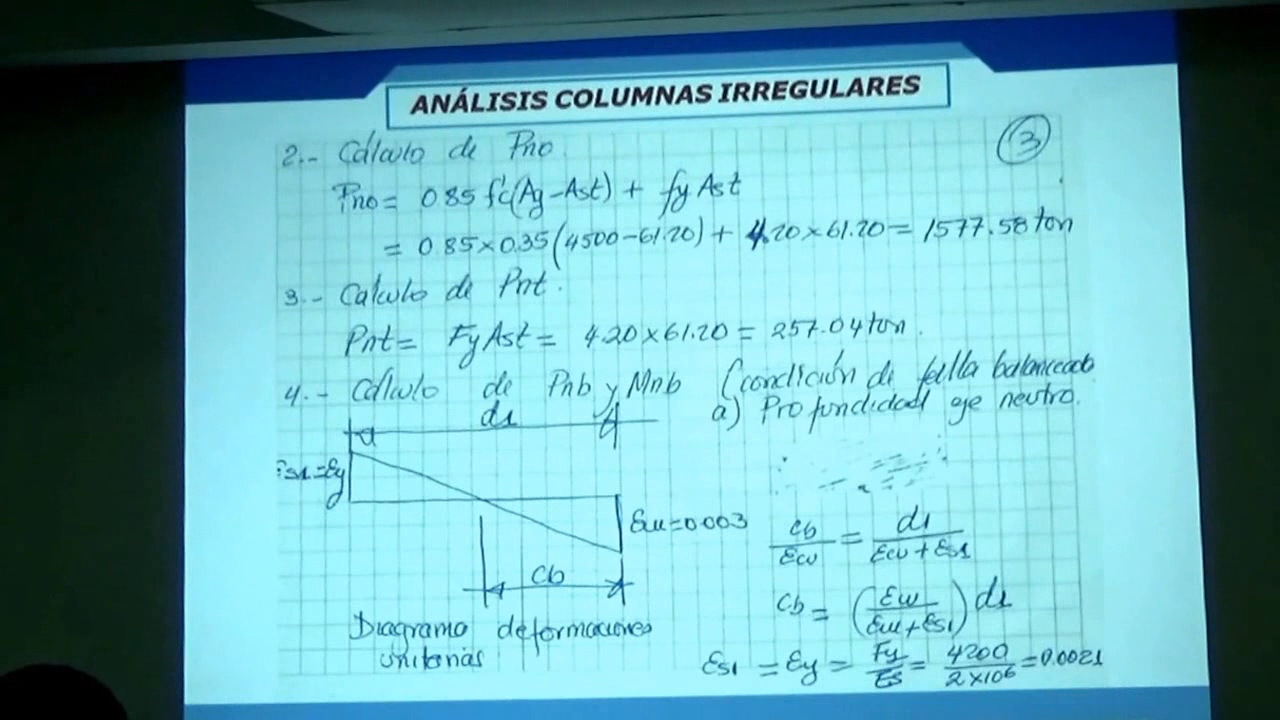 ANÁLISIS COLUMNAS IRREGULARES
3
2.- Cálculo de Pno.
Pno = 0.85 f'c(Ag-Ast) + fy Ast
= 0.85×0.35(4500-61.20) + 4.20×61.20 = 1577.58 ton
3.- Calculo de Pnt.
Pnt = Fy Ast = 4.20×61.20 = 257.04 ton.
4.- Cálculo de Pnb y Mnb (condición de falla balanceado
a) Profundidad eje neutro.
d1
Es1=Ey
Ecu=0.003
Cb
Cb/Ecu = d1/(Ecu+Es1)
Cb = (Ecu/(Ecu+Es1)) d1
Diagrama deformaciones
unitarias
Es1 = Ey = Fy/Es = 4200/2×10⁶ = 0.0021